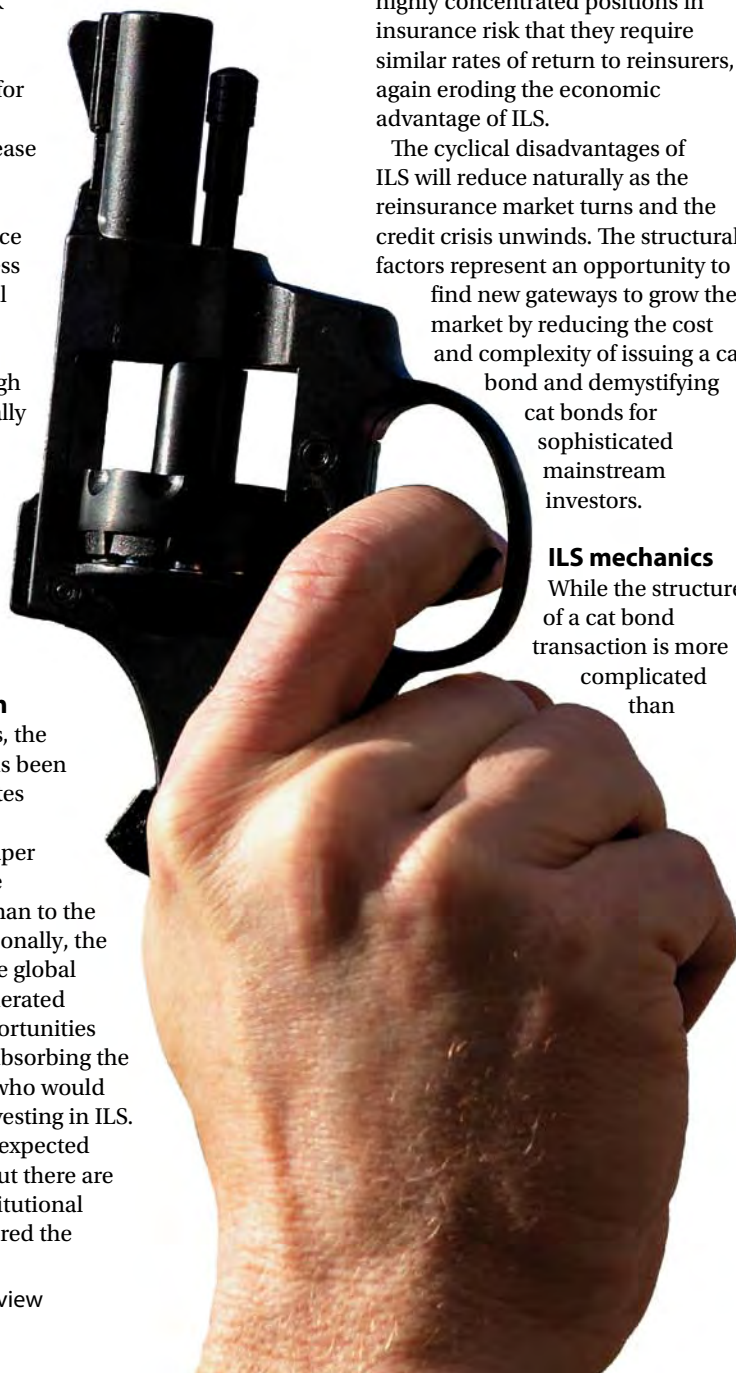 for
ease
ce
ss
l
gh
lly
n
s, the
s been
tes
per
e
han to the
onally, the
e global
erated
ortunities
bsorbing the
who would
vesting in ILS.
expected
ut there are
itutional
red the
view
highly concentrated positions in
insurance risk that they require
similar rates of return to reinsurers,
again eroding the economic
advantage of ILS.
The cyclical disadvantages of
ILS will reduce naturally as the
reinsurance market turns and the
credit crisis unwinds. The structural
factors represent an opportunity to
find new gateways to grow the
market by reducing the cost
and complexity of issuing a ca
bond and demystifying
cat bonds for
sophisticated
mainstream
investors.
ILS mechanics
While the structure
of a cat bond
transaction is more
complicated
than